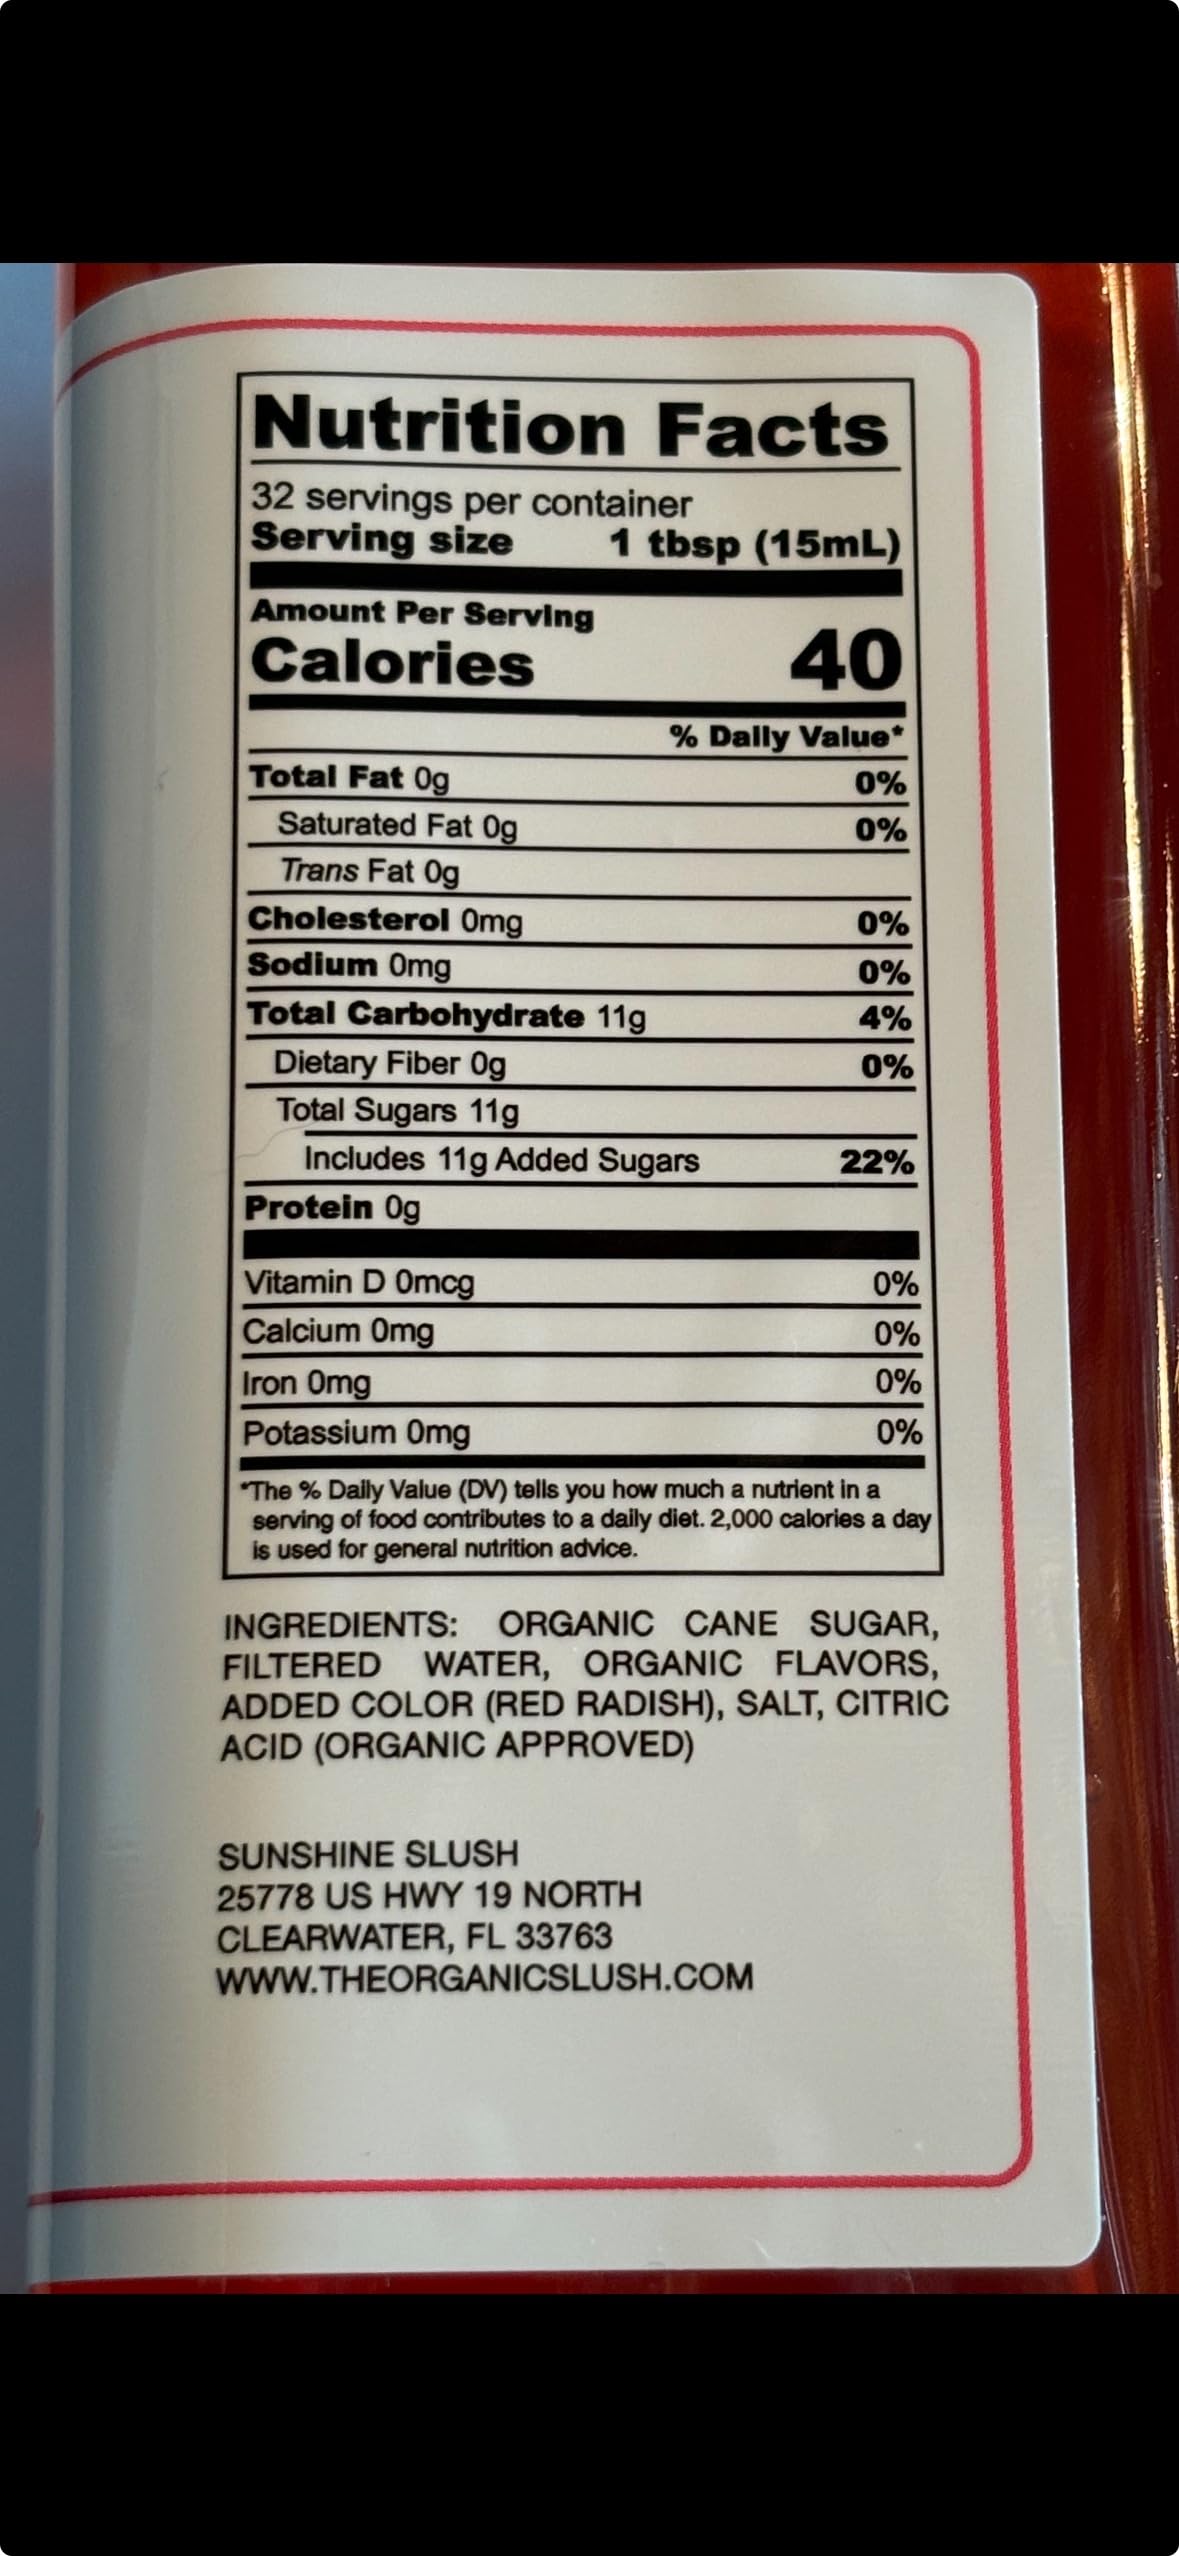 Nutrition Facts
32 servings per container
Serving size 1 tbsp (15mL)
Amount Per Serving
Calories 40
% Daily Value*
Total Fat 0g 0%
Saturated Fat 0g 0%
Trans Fat 0g
Cholesterol 0mg 0%
Sodium 0mg 0%
Total Carbohydrate 11g 4%
Dietary Fiber 0g 0%
Total Sugars 11g
Includes 11g Added Sugars 22%
Protein 0g
Vitamin D 0mcg 0%
Calcium 0mg 0%
Iron 0mg 0%
Potassium 0mg 0%
*The % Daily Value (DV) tells you how much a nutrient in a
serving of food contributes to a daily diet. 2,000 calories a day
is used for general nutrition advice.
INGREDIENTS: ORGANIC CANE SUGAR,
FILTERED WATER, ORGANIC FLAVORS,
ADDED COLOR (RED RADISH), SALT, CITRIC
ACID (ORGANIC APPROVED)
SUNSHINE SLUSH
25778 US HWY 19 NORTH
CLEARWATER, FL 33763
WWW.THEORGANICSLUSH.COM